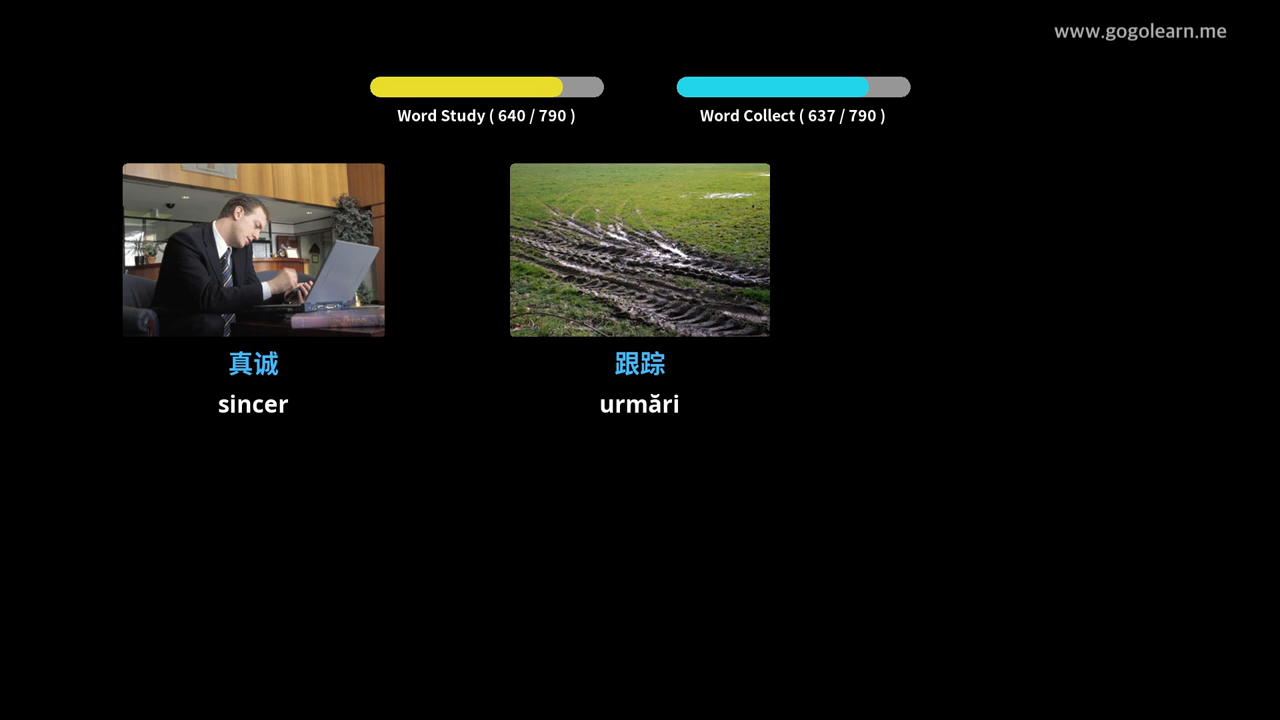 www.gogolearn.me
Word Study ( 640 / 790 )
Word Collect ( 637 / 790 )
真诚
sincer
跟踪
urmări